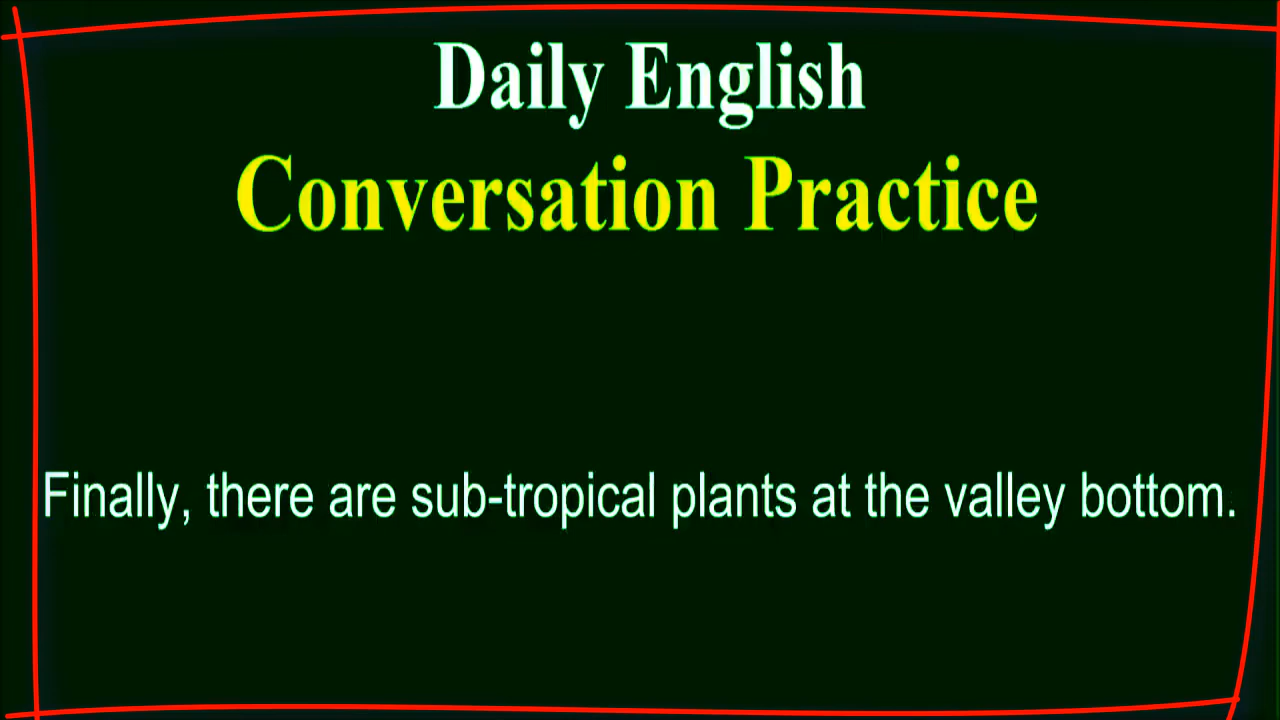 Daily English
Conversation Practice
Finally, there are sub-tropical plants at the valley bottom.